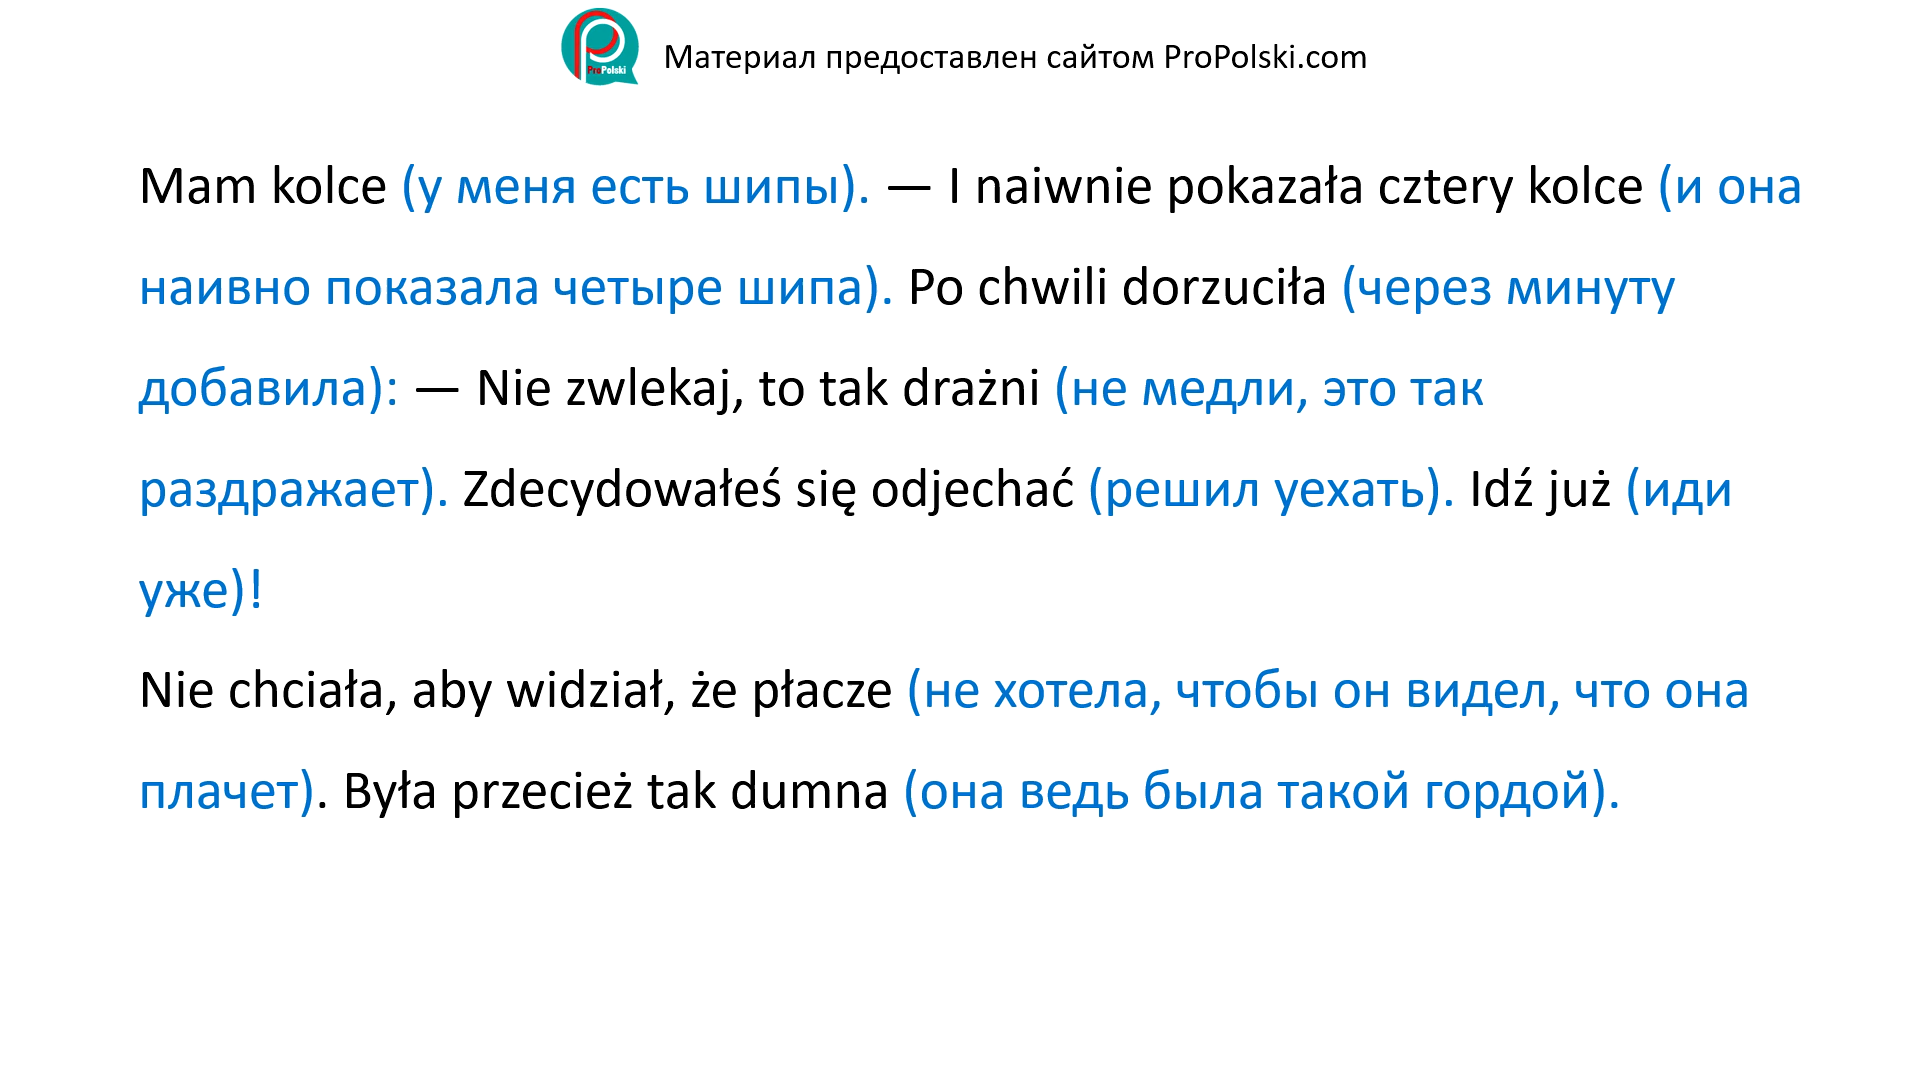 ProPolski
Материал предоставлен сайтом ProPolski.com
Mam kolce (у меня есть шипы). — I naiwnie pokazała cztery kolce (и она
наивно показала четыре шипа). Po chwili dorzuciła (через минуту
добавила): — Nie zwlekaj, to tak drażni (не медли, это так
раздражает). Zdecydowałeś się odjechać (решил уехать). Idź już (иди
уже)!
Nie chciała, aby widział, że płacze (не хотела, чтобы он видел, что она
плачет). Była przecież tak dumna (она ведь была такой гордой).